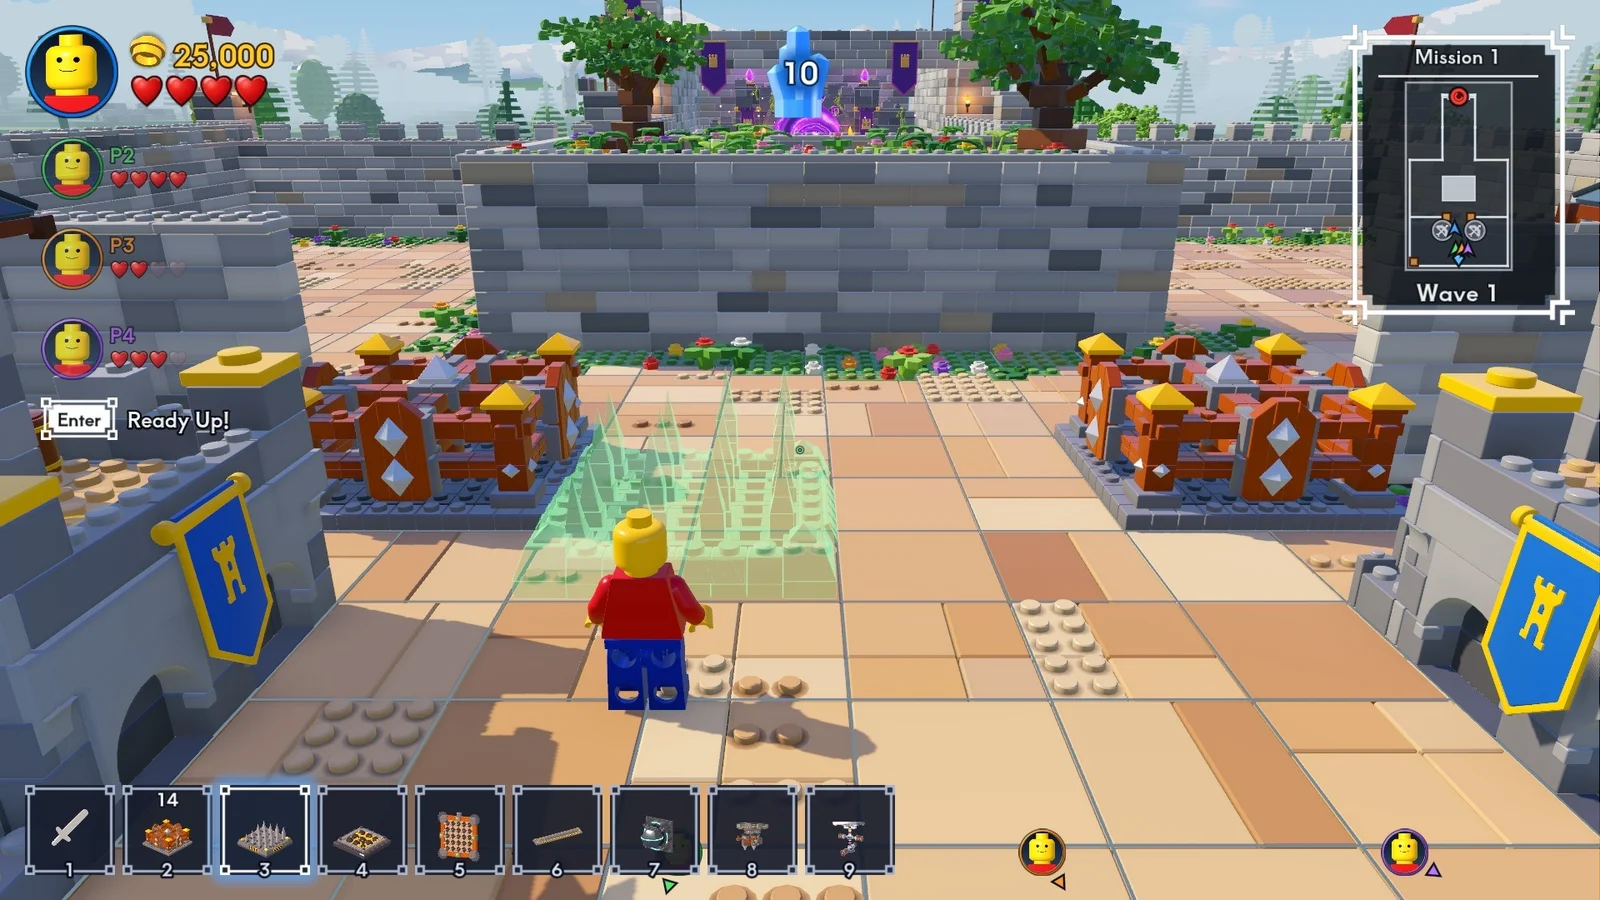 25,000
10
P2
P3
P4
Enter Ready Up!
Mission 1
Wave 1
14
1 2 3 4 5 6 7 8 9